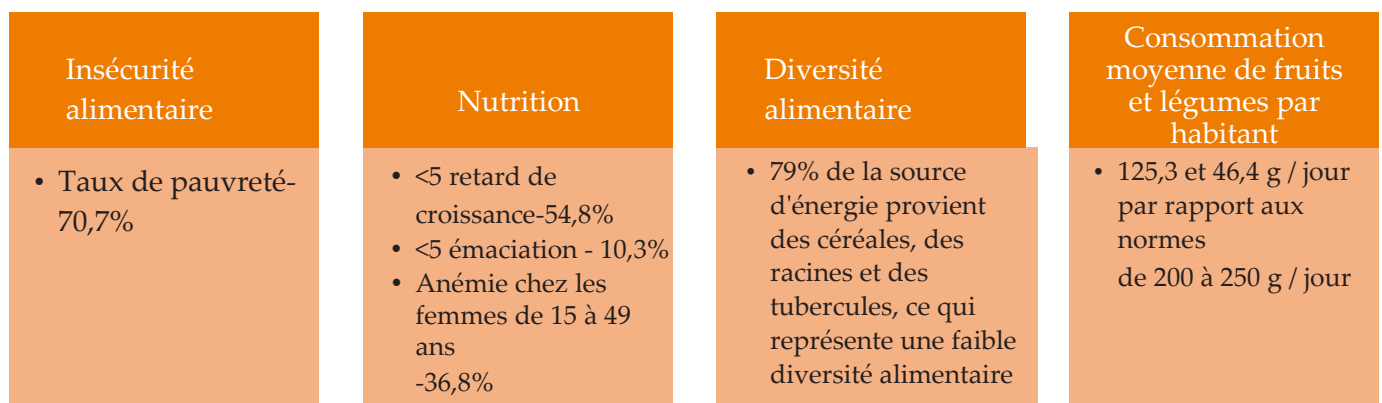 Insécurité
alimentaire
• Taux de pauvreté-
70,7%
Nutrition
• <5 retard de
croissance-54,8%
• <5 émaciation - 10,3%
• Anémie chez les
femmes de 15 à 49
ans
-36,8%
Diversité
alimentaire
• 79% de la source
d'énergie provient
des céréales, des
racines et des
tubercules, ce qui
représente une faible
diversité alimentaire
Consommation
moyenne de fruits
et légumes par
habitant
• 125,3 et 46,4 g / jour
par rapport aux
normes
de 200 à 250 g / jour